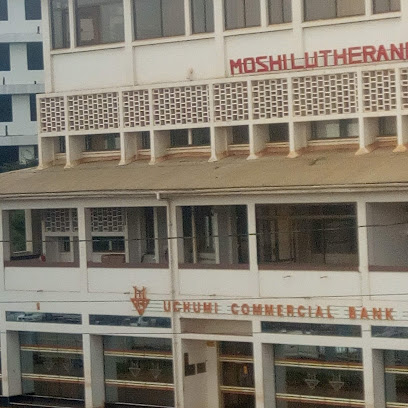 MOSHI LUTHERAN
UCHUMI COMMERCIAL BANK